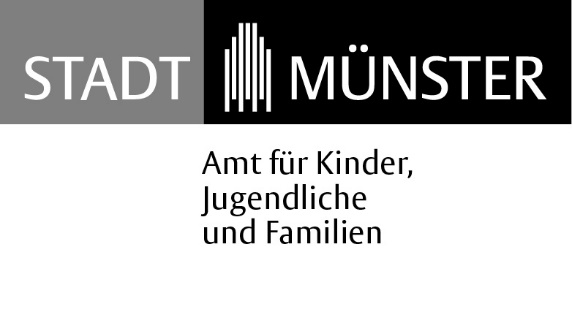 STADT MÜNSTER
Amt für Kinder,
Jugendliche
und Familien